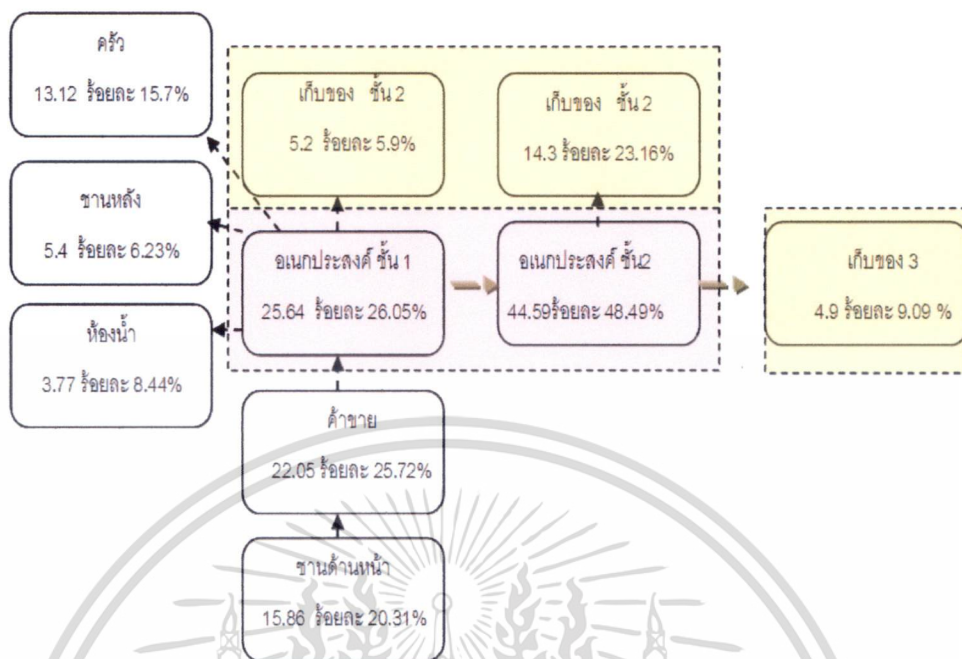 ครัว
13.12 ร้อยละ 15.7%
เก็บของ ชั้น 2
5.2 ร้อยละ 5.9%
เก็บของ ชั้น 2
14.3 ร้อยละ 23.16%
ชานหลัง
5.4 ร้อยละ 6.23%
อเนกประสงค์ ชั้น 1
25.64 ร้อยละ 26.05%
อเนกประสงค์ ชั้น2
44.59ร้อยละ 48.49%
เก็บของ 3
4.9 ร้อยละ 9.09 %
ห้องน้ำ
3.77 ร้อยละ 8.44%
ค้าขาย
22.05 ร้อยละ 25.72%
ชานด้านหน้า
15.86 ร้อยละ 20.31%